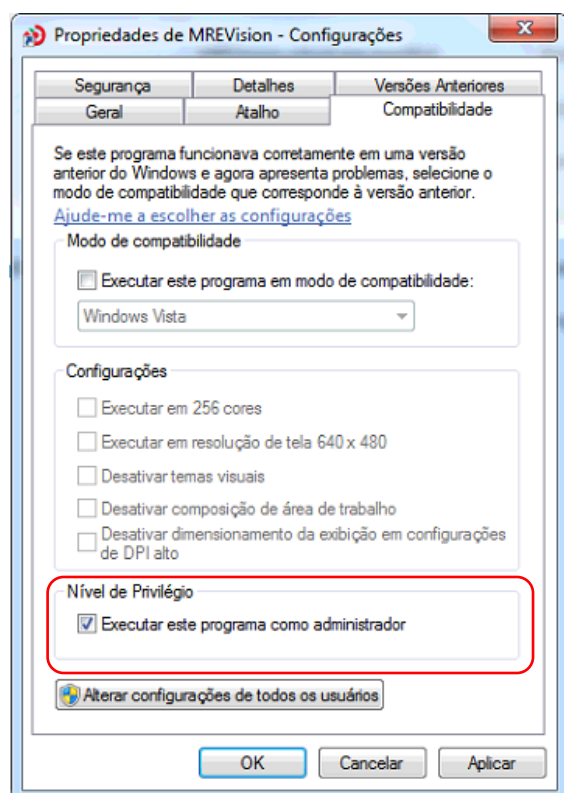 Propriedades de MREVision - Configurações
Segurança Detalhes Versões Anteriores
Geral Atalho Compatibilidade
Se este programa funcionava corretamente em uma versão
anterior do Windows e agora apresenta problemas, selecione o
modo de compatibilidade que corresponde à versão anterior.
Ajude-me a escolher as configurações
Modo de compatibilidade
Executar este programa em modo de compatibilidade:
Windows Vista
Configurações
Executar em 256 cores
Executar em resolução de tela 640 x 480
Desativar temas visuais
Desativar composição de área de trabalho
Desativar dimensionamento da exibição em configurações
de DPI alto
Nível de Privilégio
Executar este programa como administrador
Alterar configurações de todos os usuários
OK Cancelar Aplicar